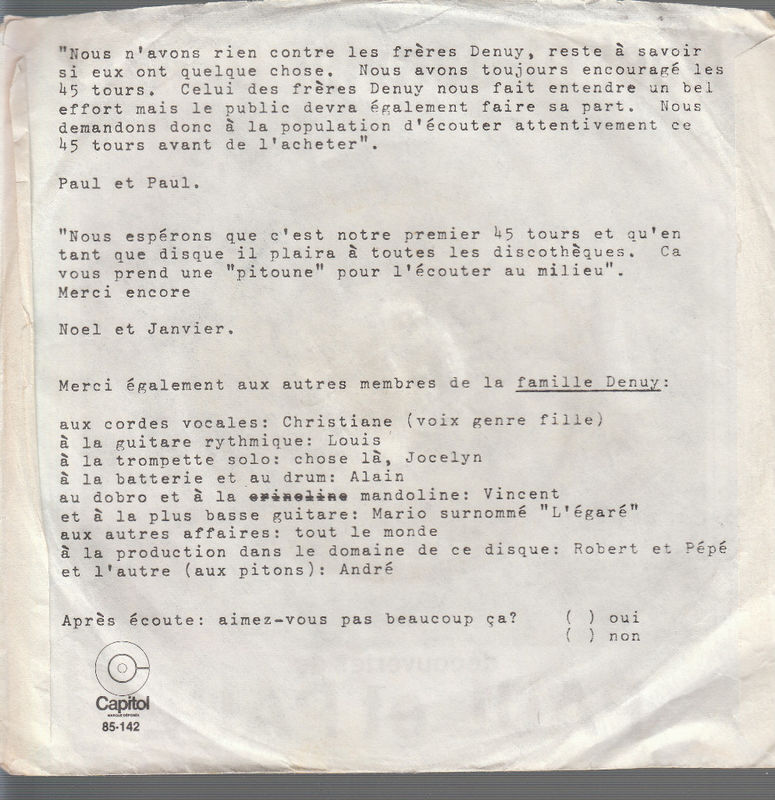 "Nous n'avons rien contre les frères Denuy, reste à savoir
si eux ont quelque chose.  Nous avons toujours encouragé les
45 tours.  Celui des frères Denuy nous fait entendre un bel
effort mais le public devra également faire sa part.  Nous
demandons donc à la population d'écouter attentivement ce
45 tours avant de l'acheter".
Paul et Paul.
"Nous espérons que c'est notre premier 45 tours et qu'en
tant que disque il plaira à toutes les discothèques.  Ca
vous prend une "pitoune" pour l'écouter au milieu".
Merci encore
Noel et Janvier.
Merci également aux autres membres de la famille Denuy:
aux cordes vocales: Christiane (voix genre fille)
à la guitare rythmique: Louis
à la trompette solo: chose là, Jocelyn
à la batterie et au drum: Alain
au dobro et à la crinoline mandoline: Vincent
et à la plus basse guitare: Mario surnommé "L'égaré"
aux autres affaires: tout le monde
à la production dans le domaine de ce disque: Robert et Pépé
et l'autre (aux pitons): André
Après écoute: aimez-vous pas beaucoup ça?    ( ) oui
( ) non
Capitol
MARQUE DÉPOSÉE
85-142